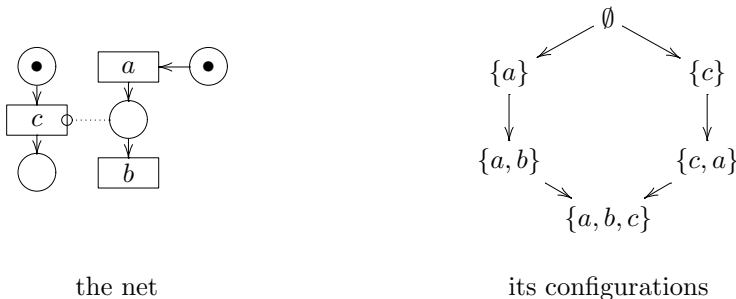 ∅
a
{a}
{c}
c
b
{a, b}
{c, a}
{a, b, c}
the net
its configurations